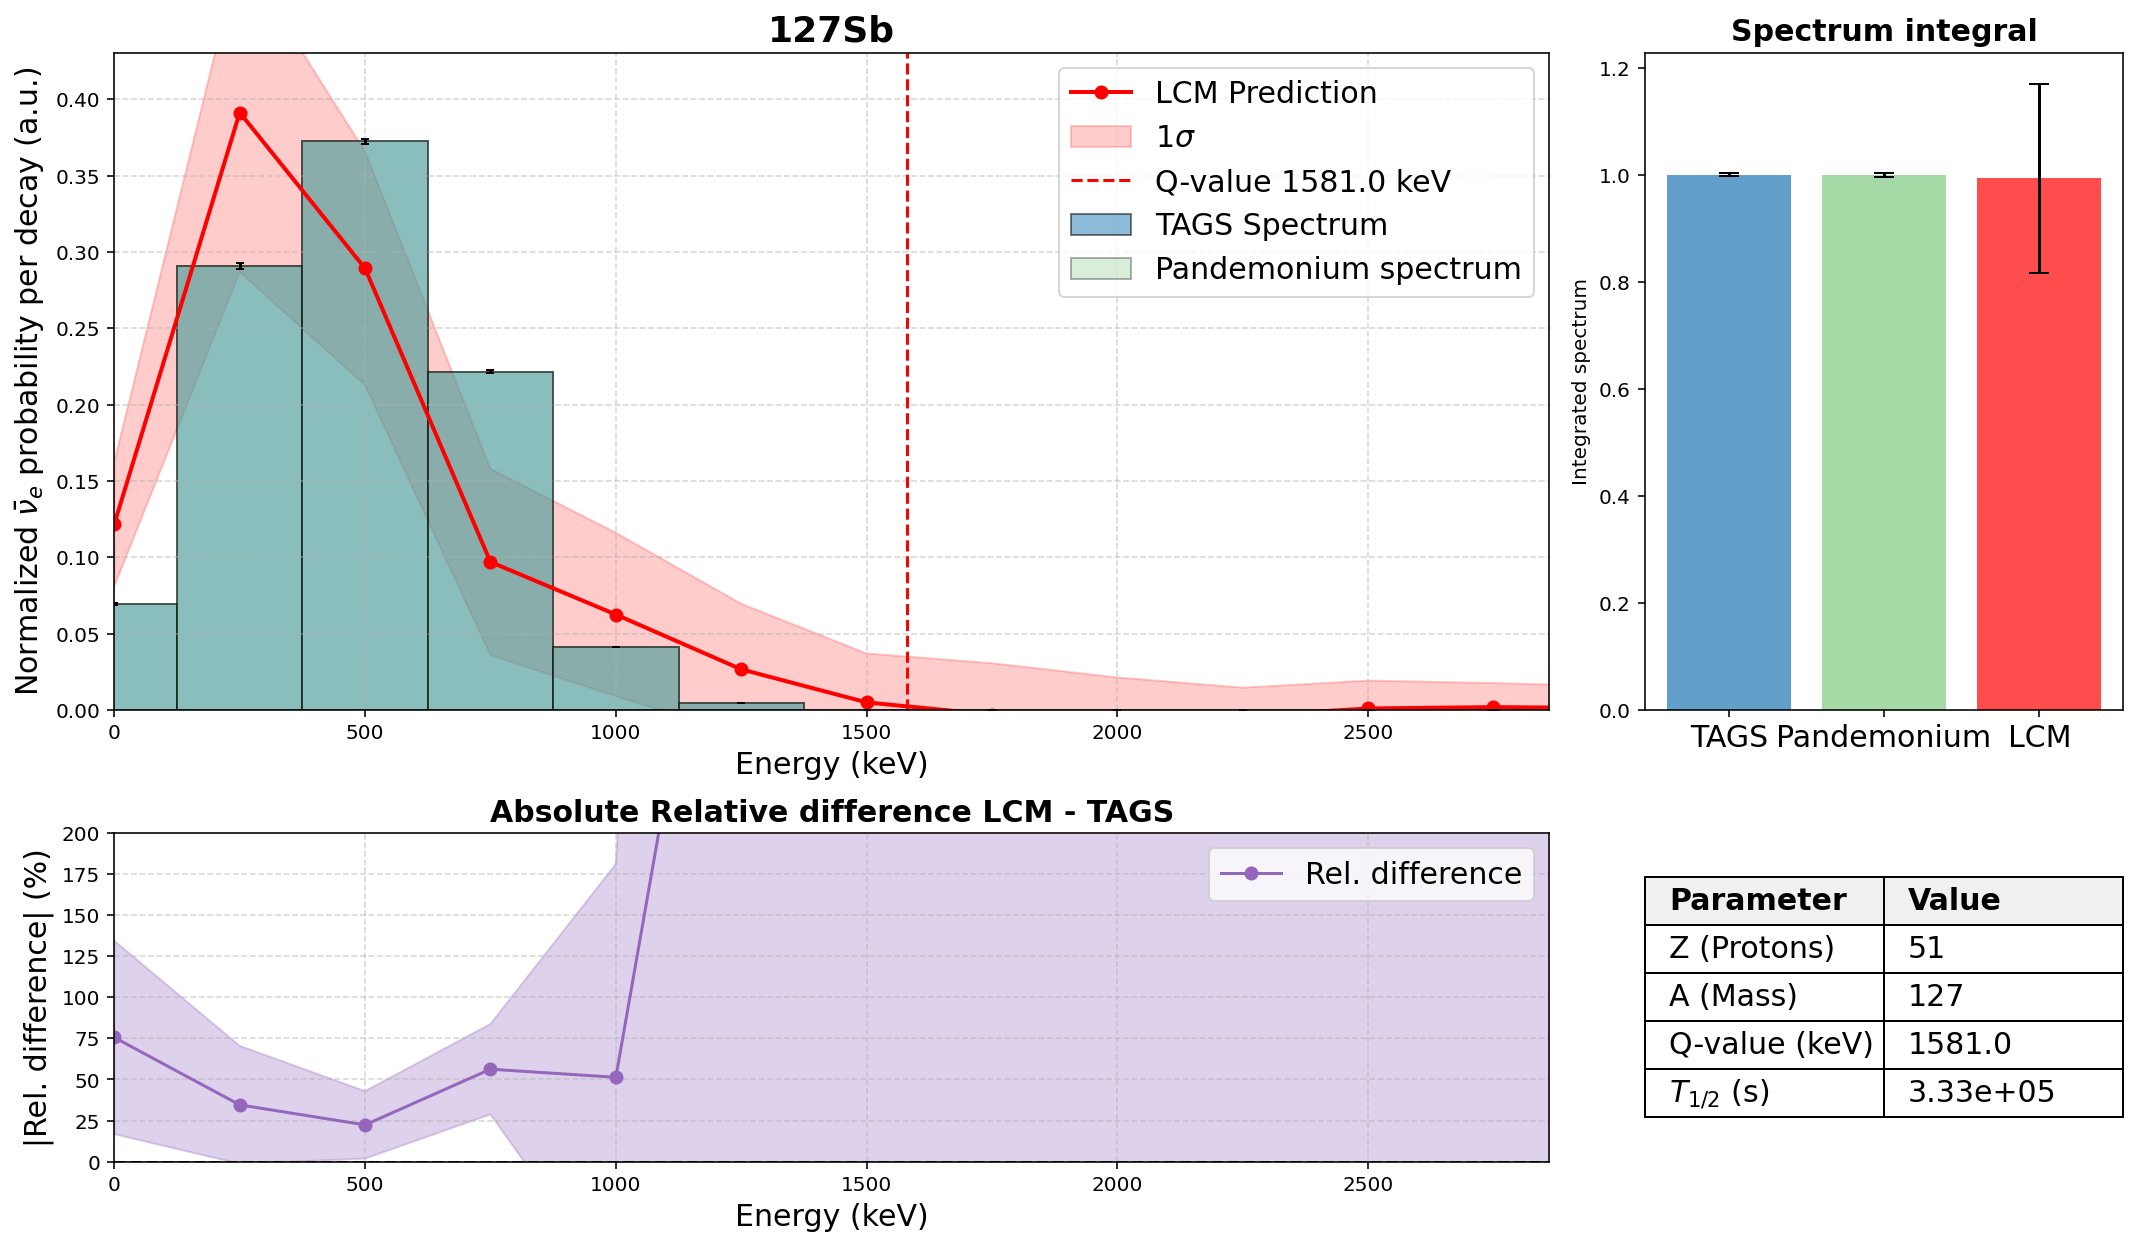 127Sb
Normalized ν̄e probability per decay (a.u.)
0.40
0.35
0.30
0.25
0.20
0.15
0.10
0.05
0.00
0 500 1000 1500 2000 2500
Energy (keV)
LCM Prediction
1σ
Q-value 1581.0 keV
TAGS Spectrum
Pandemonium spectrum
Spectrum integral
Integrated spectrum
1.2
1.0
0.8
0.6
0.4
0.2
0.0
TAGS Pandemonium LCM
Absolute Relative difference LCM - TAGS
|Rel. difference| (%)
200
175
150
125
100
75
50
25
0
0 500 1000 1500 2000 2500
Energy (keV)
Rel. difference
Parameter Value
Z (Protons) 51
A (Mass) 127
Q-value (keV) 1581.0
T1/2 (s) 3.33e+05